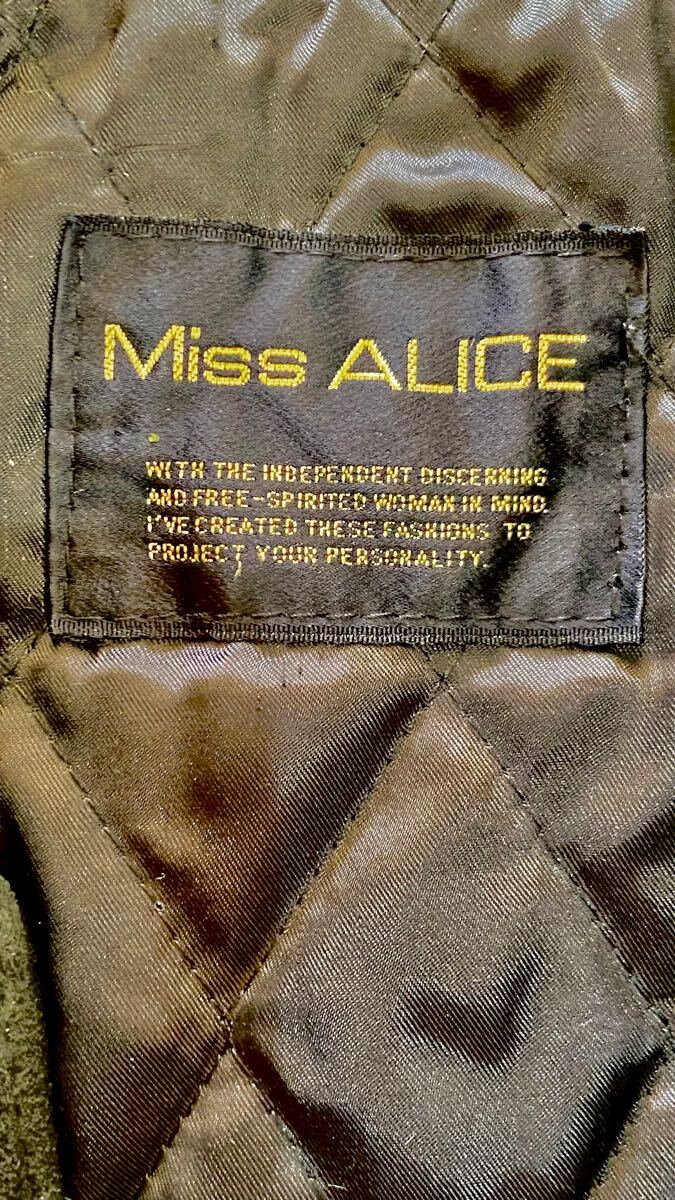 Miss ALICE
WITH THE INDEPENDENT DISCERNING
AND FREE-SPIRITED WOMAN IN MIND.
I'VE CREATED THESE FASHIONS TO
PROJECT YOUR PERSONALITY.